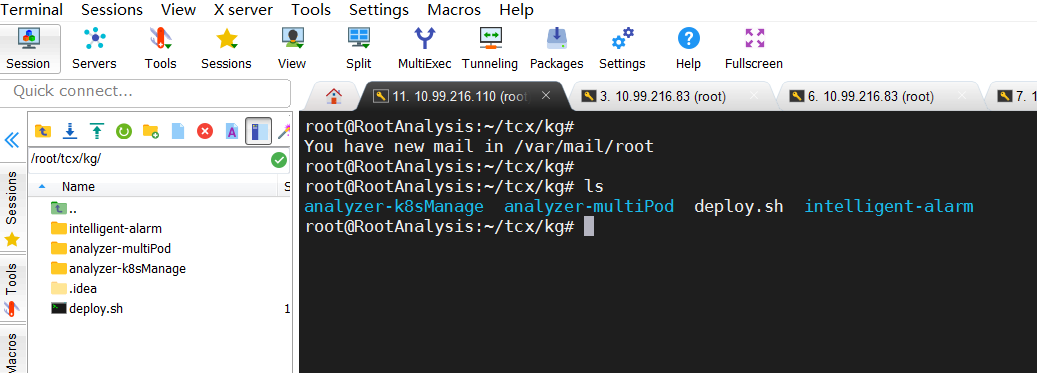 Terminal Sessions View X server Tools Settings Macros Help
Session Servers Tools Sessions View Split MultiExec Tunneling Packages Settings Help Fullscreen
Quick connect...
11. 10.99.216.110 (root
3. 10.99.216.83 (root)
6. 10.99.216.83 (root)
7. 1
/root/tcx/kg/
Name S
..
intelligent-alarm
analyzer-multiPod
analyzer-k8sManage
.idea
deploy.sh 1
Sessions
Tools
Macros
root@RootAnalysis:~/tcx/kg#
You have new mail in /var/mail/root
root@RootAnalysis:~/tcx/kg#
root@RootAnalysis:~/tcx/kg# ls
analyzer-k8sManage analyzer-multiPod deploy.sh intelligent-alarm
root@RootAnalysis:~/tcx/kg#